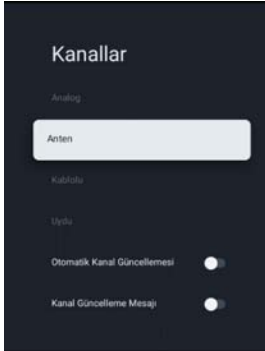 Kanallar
Analog
Anten
Kablolu
Uydu
Otomatik Kanal Güncellemesi
Kanal Güncelleme Mesajı